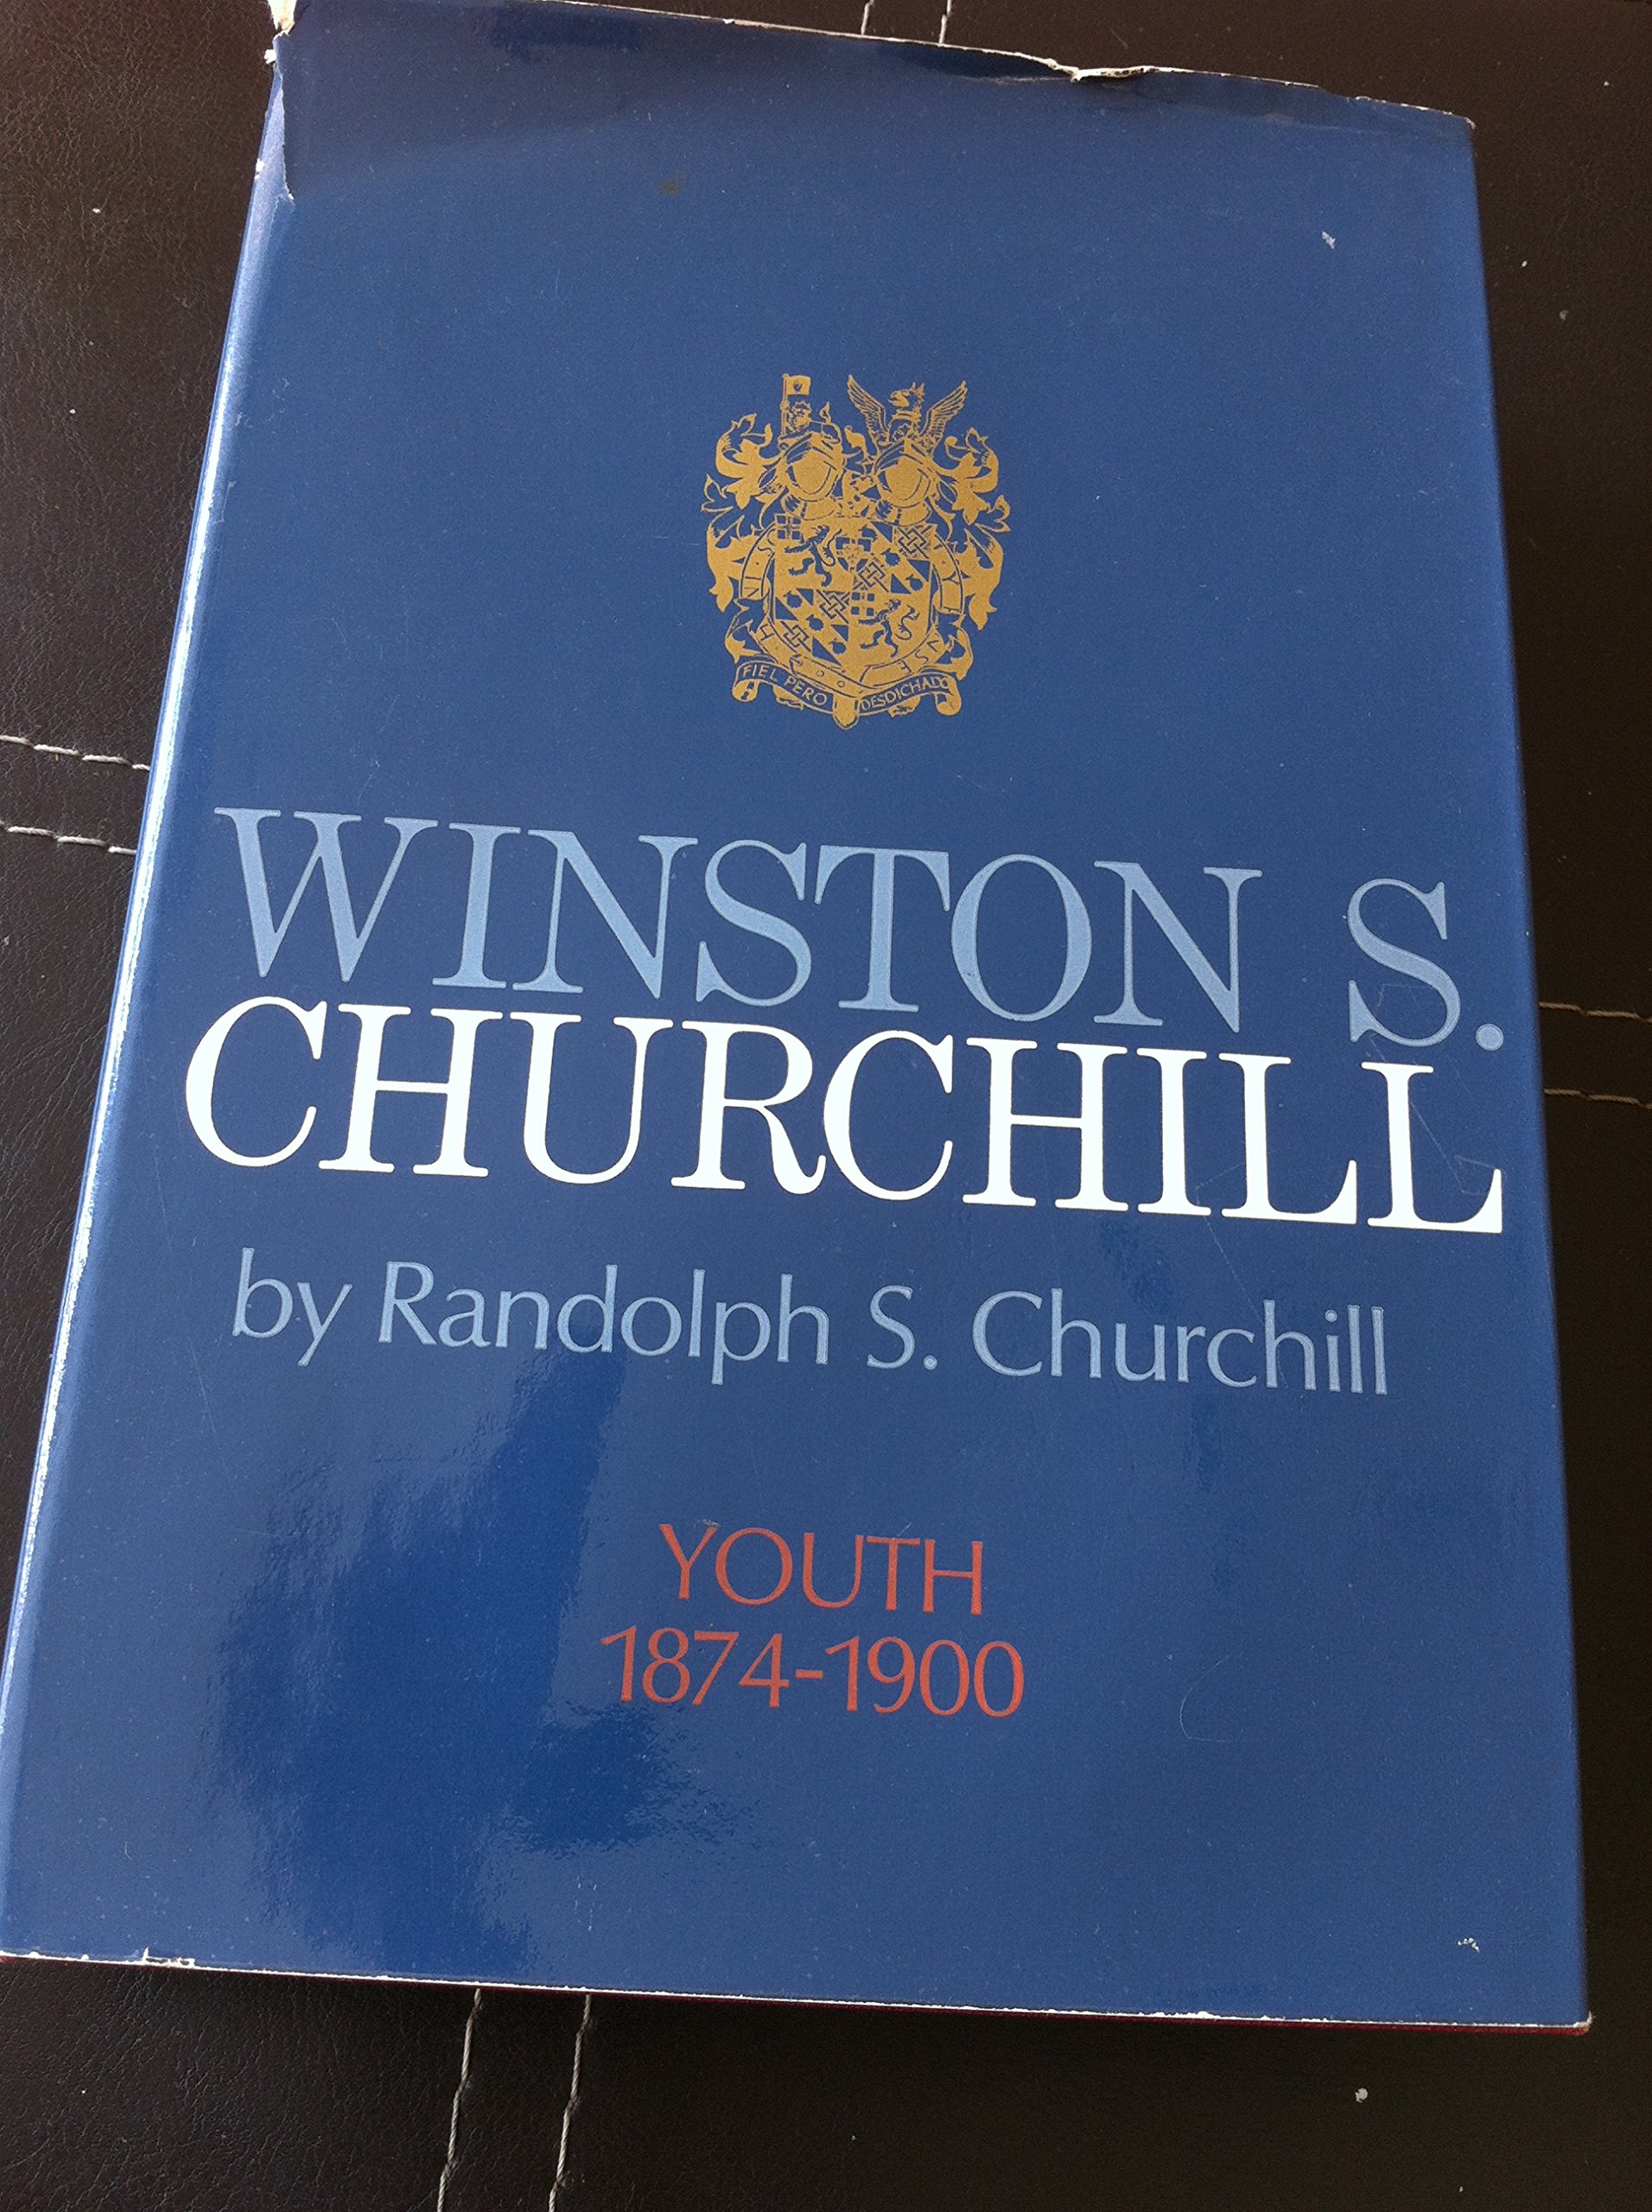 FIEL PERO DESDICHADO
WINSTON S.
CHURCHILL
by Randolph S. Churchill
YOUTH
1874-1900